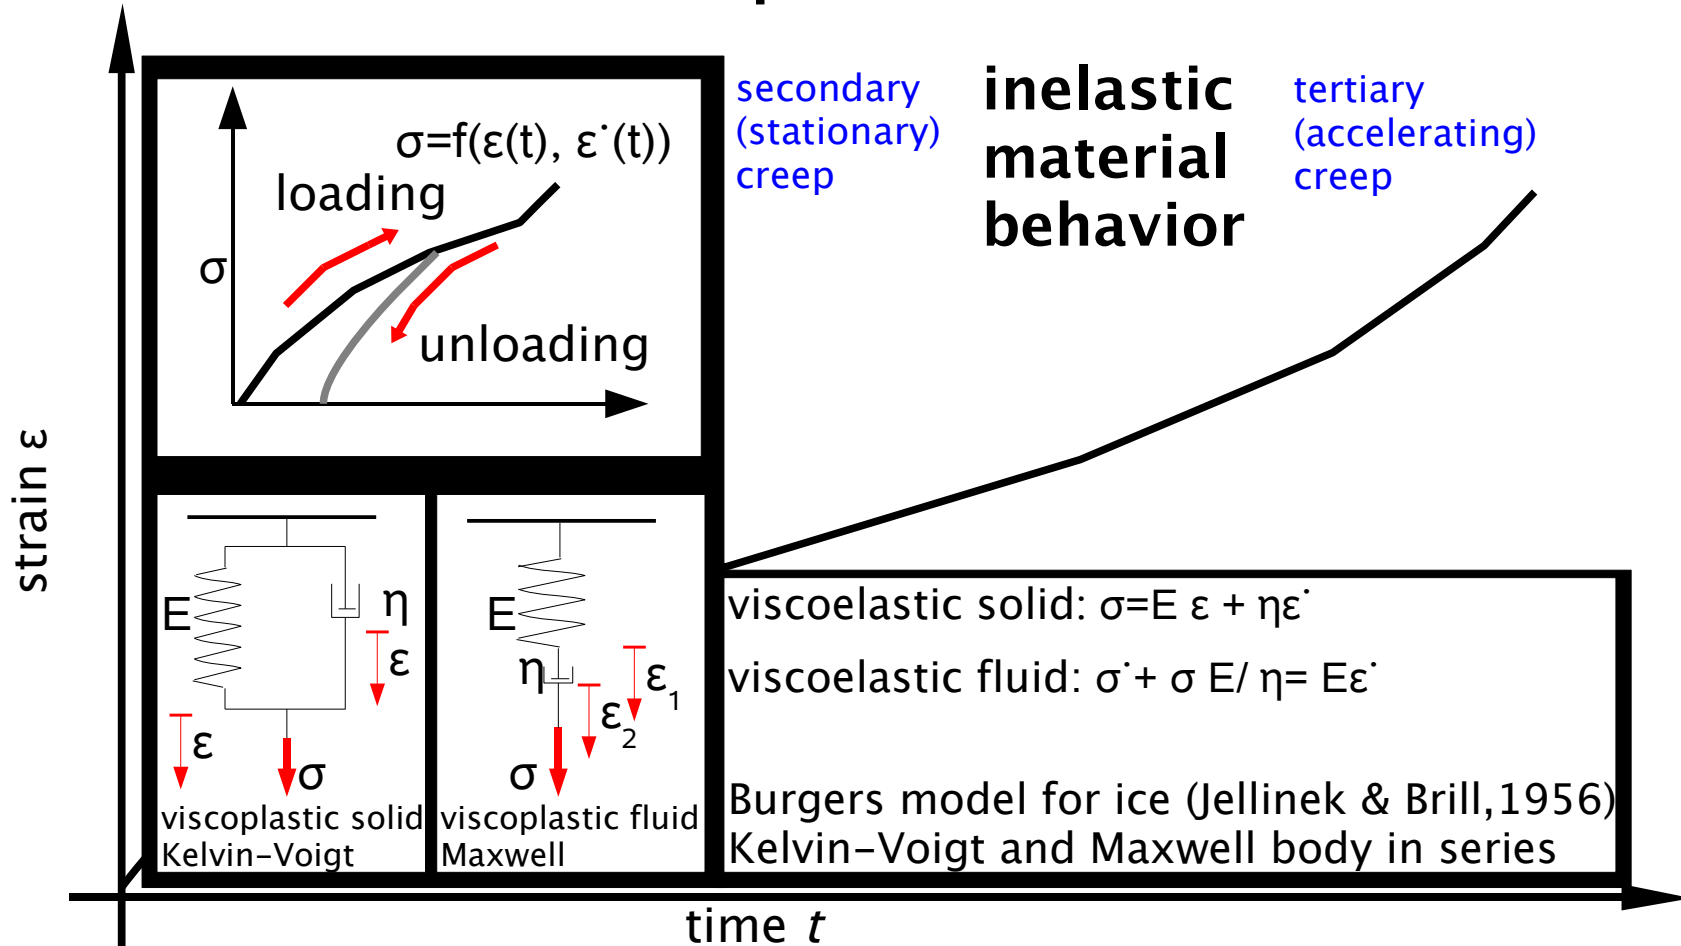 secondary
(stationary)
creep
inelastic
material
behavior
tertiary
(accelerating)
creep
σ=f(ε(t), ε˙(t))
loading
σ
unloading
strain ε
E
η
ε
ε
σ
viscoplastic solid
Kelvin–Voigt
E
η
ε1
ε2
σ
viscoplastic fluid
Maxwell
viscoelastic solid: σ=E ε + ηε˙
viscoelastic fluid: σ˙+ σ E/ η= Eε˙
Burgers model for ice (Jellinek & Brill,1956)
Kelvin–Voigt and Maxwell body in series
time t